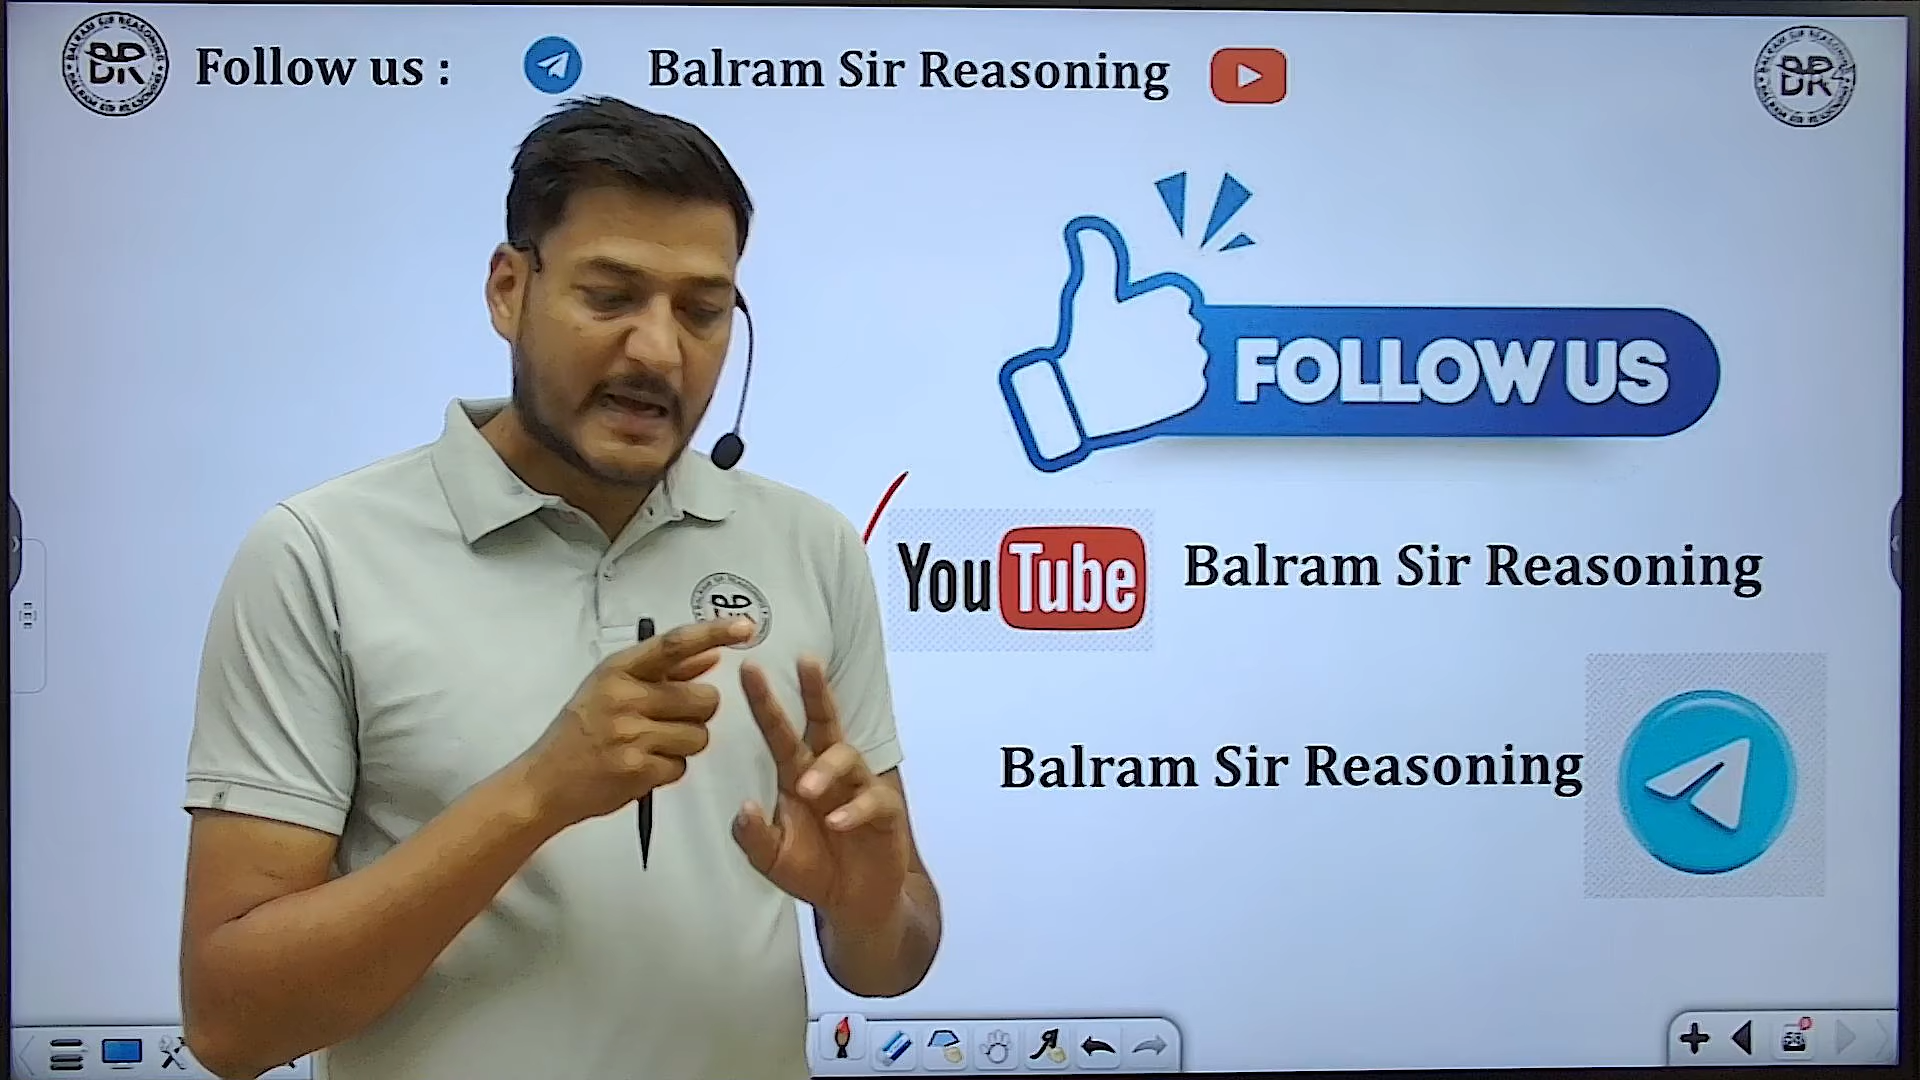 Follow us :
Balram Sir Reasoning
FOLLOW US
YouTube
Balram Sir Reasoning
Balram Sir Reasoning